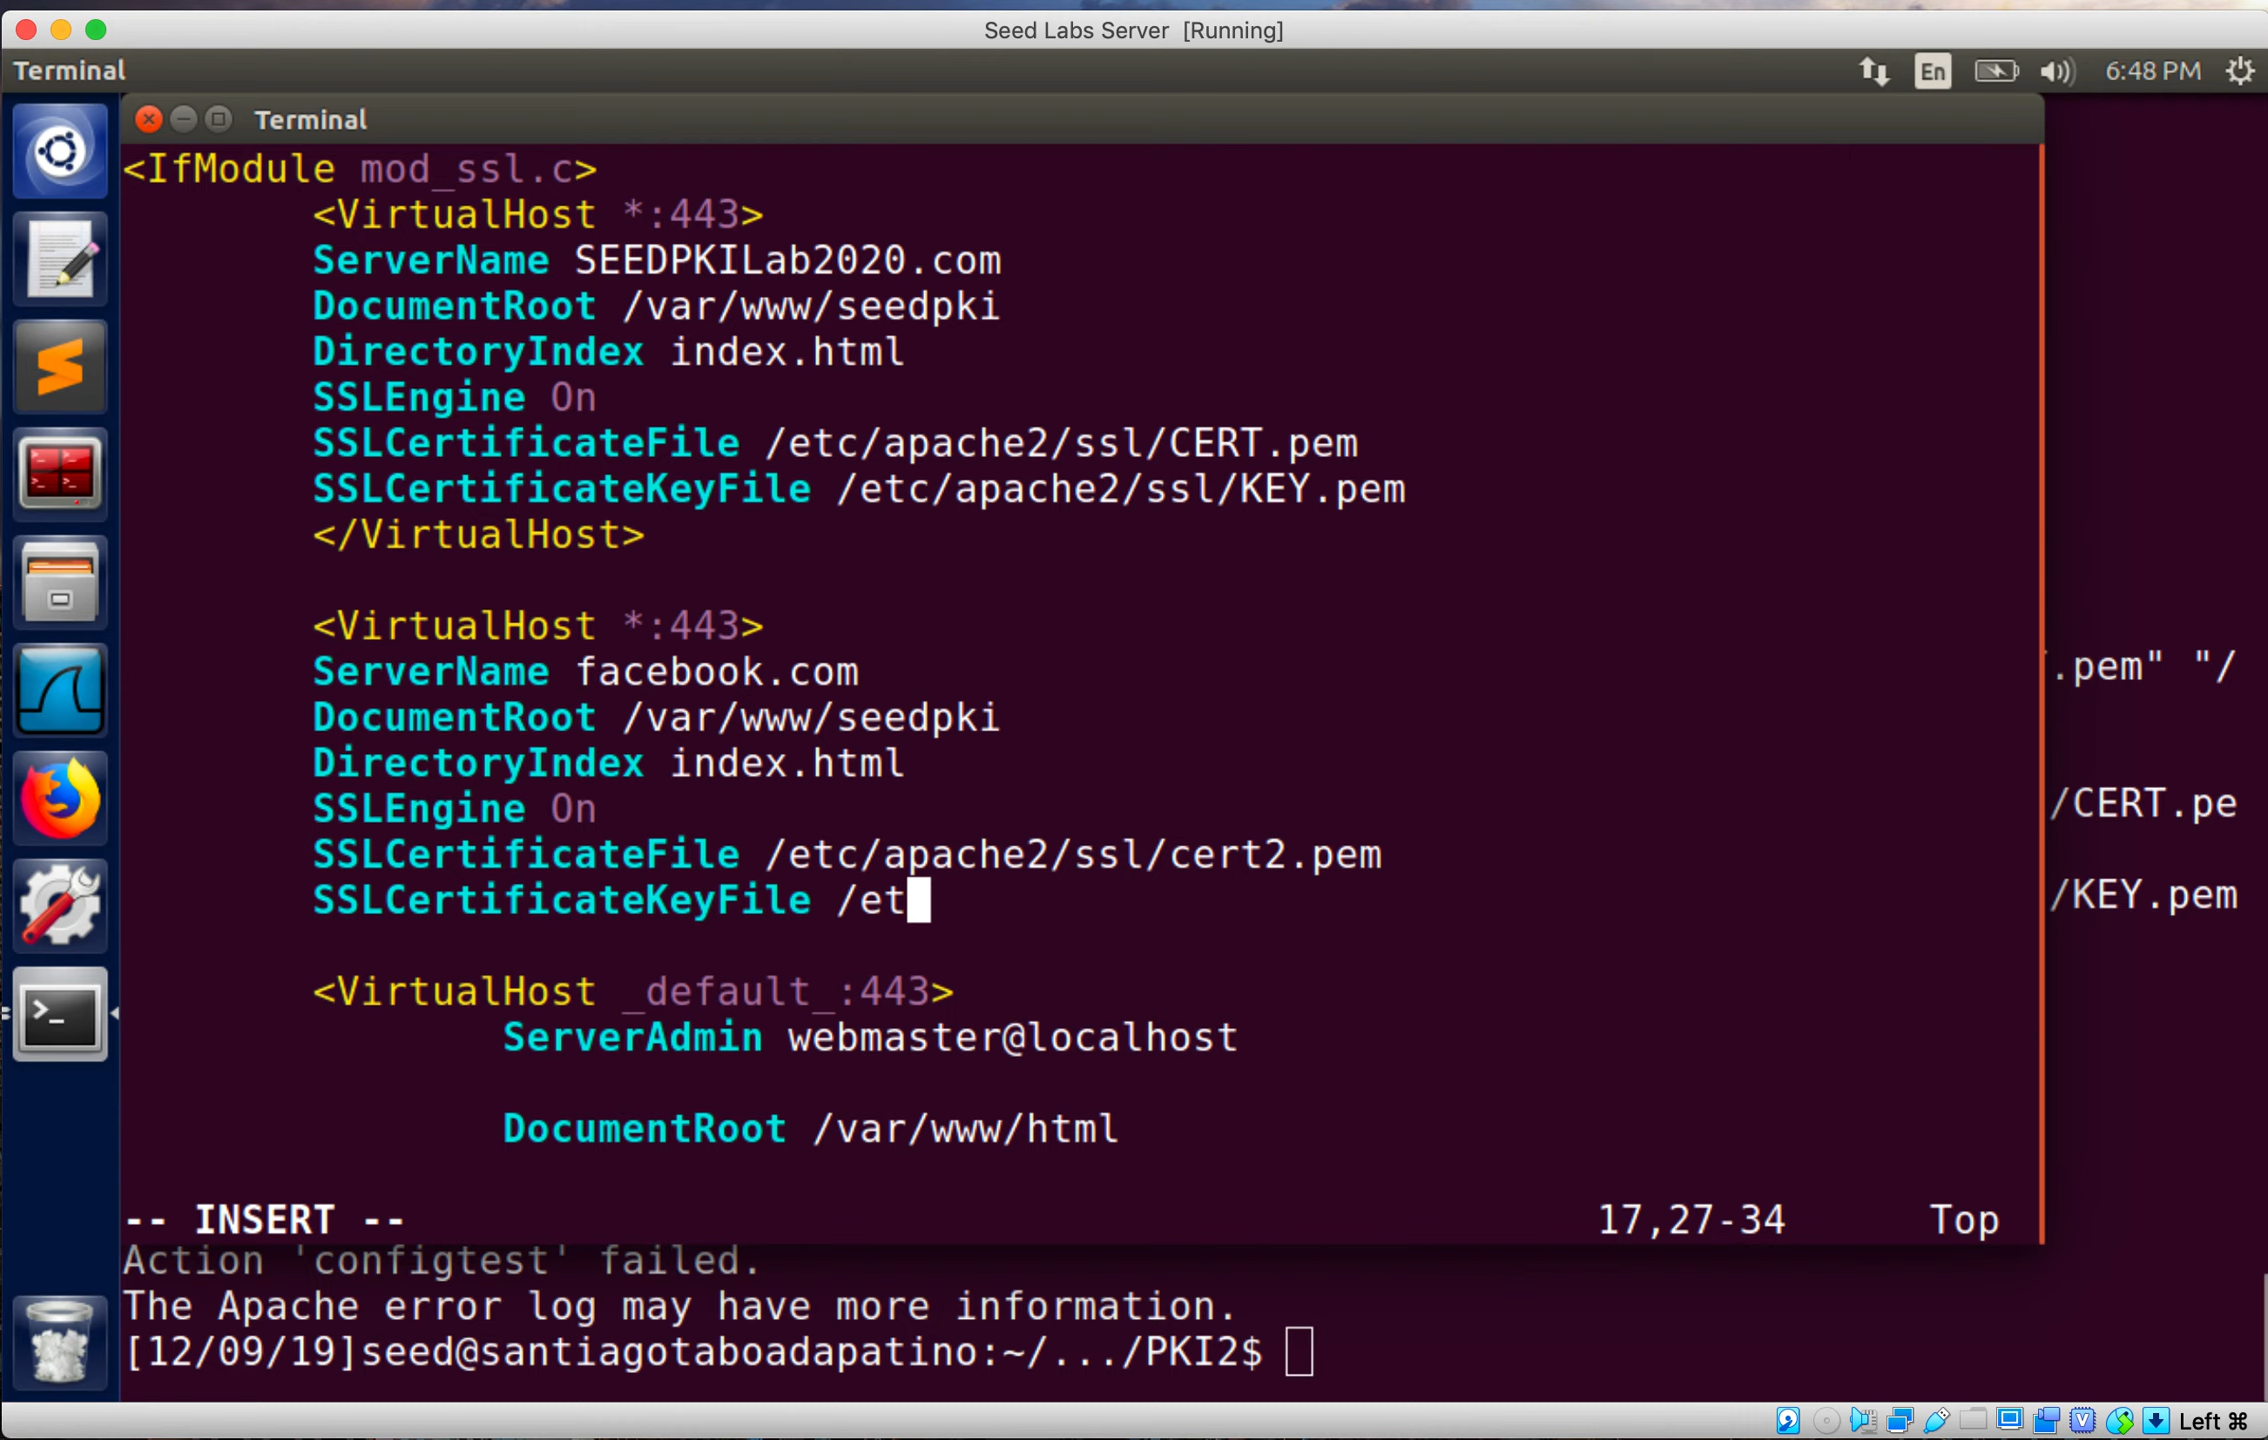 Seed Labs Server [Running]
Terminal
En
6:48 PM
Terminal
<IfModule mod_ssl.c>
<VirtualHost *:443>
ServerName SEEDPKILab2020.com
DocumentRoot /var/www/seedpki
DirectoryIndex index.html
SSLEngine On
SSLCertificateFile /etc/apache2/ssl/CERT.pem
SSLCertificateKeyFile /etc/apache2/ssl/KEY.pem
</VirtualHost>
<VirtualHost *:443>
ServerName facebook.com
DocumentRoot /var/www/seedpki
DirectoryIndex index.html
SSLEngine On
SSLCertificateFile /etc/apache2/ssl/cert2.pem
SSLCertificateKeyFile /et
<VirtualHost _default_:443>
ServerAdmin webmaster@localhost
DocumentRoot /var/www/html
-- INSERT -- 17,27-34 Top
.pem" "/
/CERT.pe
/KEY.pem
Action 'configtest' failed.
The Apache error log may have more information.
[12/09/19]seed@santiagotaboadapatino:~/.../PKI2$
Left ⌘